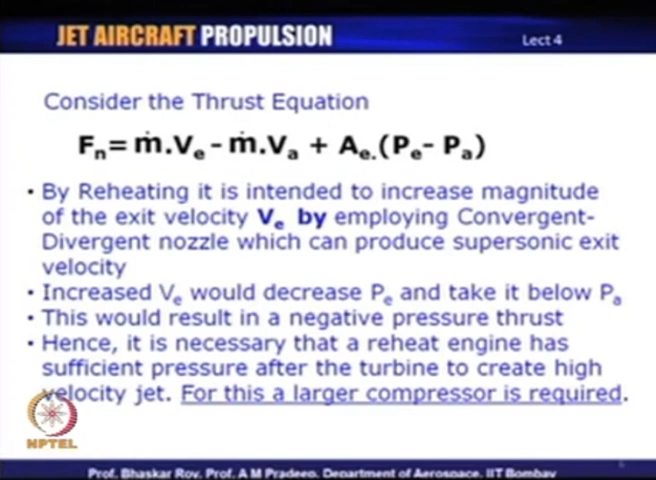 JET AIRCRAFT PROPULSION
Lect 4
Consider the Thrust Equation
Fₙ= ṁ.Vₑ - ṁ.Vₐ + Aₑ.(Pₑ- Pₐ)
• By Reheating it is intended to increase magnitude
of the exit velocity Vₑ by employing Convergent-
Divergent nozzle which can produce supersonic exit
velocity
• Increased Vₑ would decrease Pₑ and take it below Pₐ
• This would result in a negative pressure thrust
• Hence, it is necessary that a reheat engine has
sufficient pressure after the turbine to create high
velocity jet. For this a larger compressor is required.
NPTEL
Prof. Bhaskar Roy, Prof. A M Pradeep, Department of Aerospace, IIT Bombay